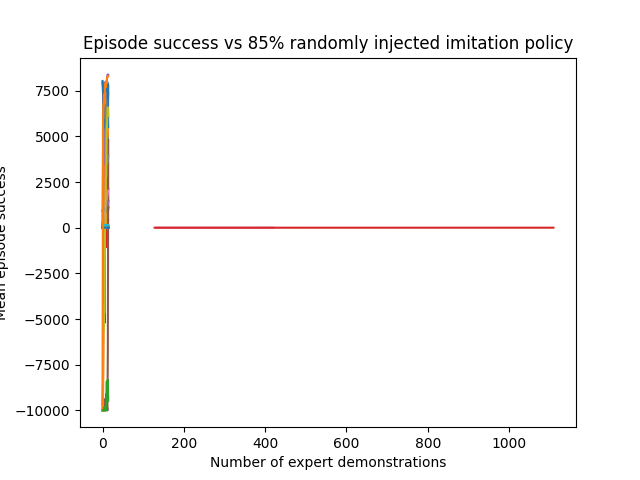 Episode success vs 85% randomly injected imitation policy
7500
5000
2500
0
−2500
−5000
−7500
−10000
Mean episode success
0 200 400 600 800 1000
Number of expert demonstrations